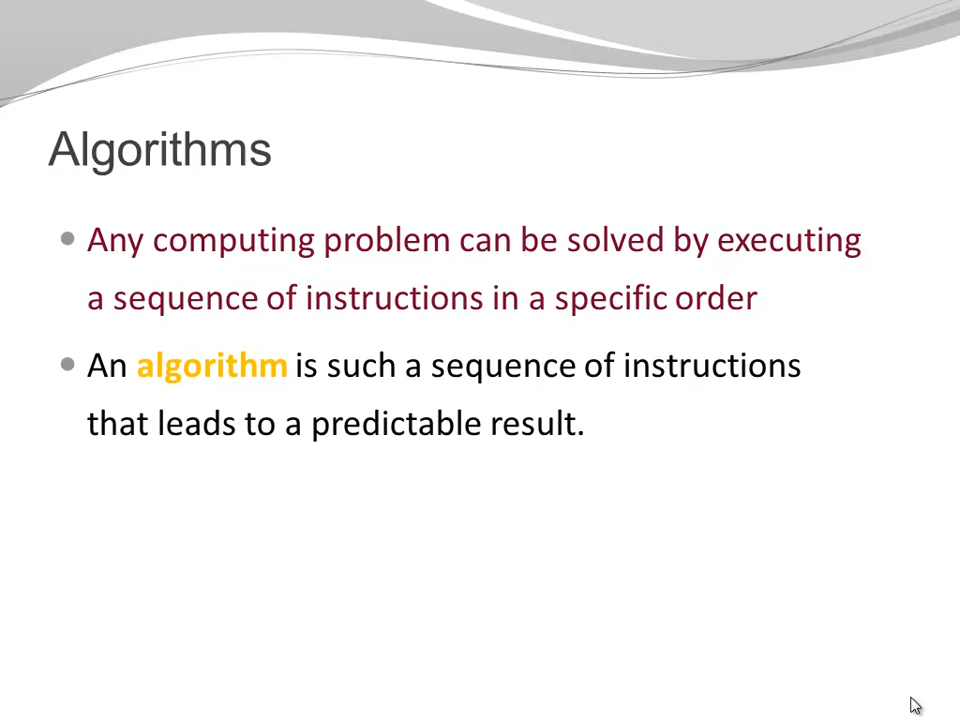 Algorithms
Any computing problem can be solved by executing
a sequence of instructions in a specific order
An algorithm is such a sequence of instructions
that leads to a predictable result.